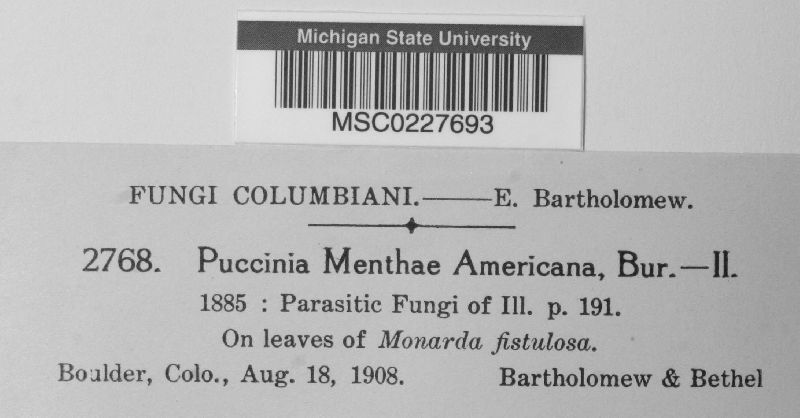 Michigan State University
MSC0227693
FUNGI COLUMBIANI.——E. Bartholomew.
2768. Puccinia Menthae Americana, Bur.—II.
1885 : Parasitic Fungi of Ill. p. 191.
On leaves of Monarda fistulosa.
Boulder, Colo., Aug. 18, 1908. Bartholomew & Bethel